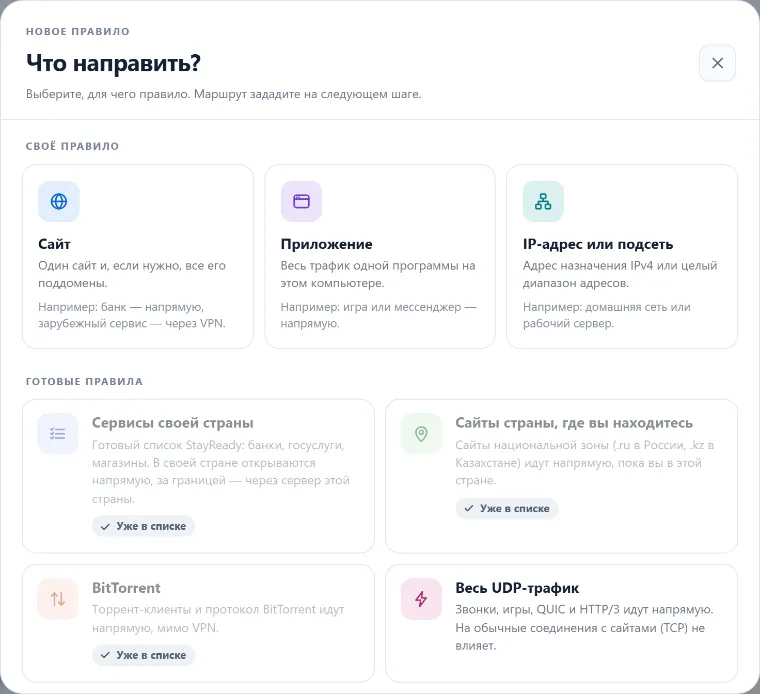 НОВОЕ ПРАВИЛО
Что направить?
Выберите, для чего правило. Маршрут зададите на следующем шаге.
СВОЁ ПРАВИЛО
Сайт
Один сайт и, если нужно, все его
поддомены.
Например: банк — напрямую,
зарубежный сервис — через VPN.
Приложение
Весь трафик одной программы на
этом компьютере.
Например: игра или мессенджер —
напрямую.
IP-адрес или подсеть
Адрес назначения IPv4 или целый
диапазон адресов.
Например: домашняя сеть или
рабочий сервер.
ГОТОВЫЕ ПРАВИЛА
Сервисы своей страны
Готовый список StayReady: банки, госуслуги,
магазины. В своей стране открываются
напрямую, за границей — через сервер этой
страны.
Уже в списке
Сайты страны, где вы находитесь
Сайты национальной зоны (.ru в России, .kz в
Казахстане) идут напрямую, пока вы в этой
стране.
Уже в списке
BitTorrent
Торрент-клиенты и протокол BitTorrent идут
напрямую, мимо VPN.
Уже в списке
Весь UDP-трафик
Звонки, игры, QUIC и HTTP/3 идут напрямую.
На обычные соединения с сайтами (TCP) не
влияет.